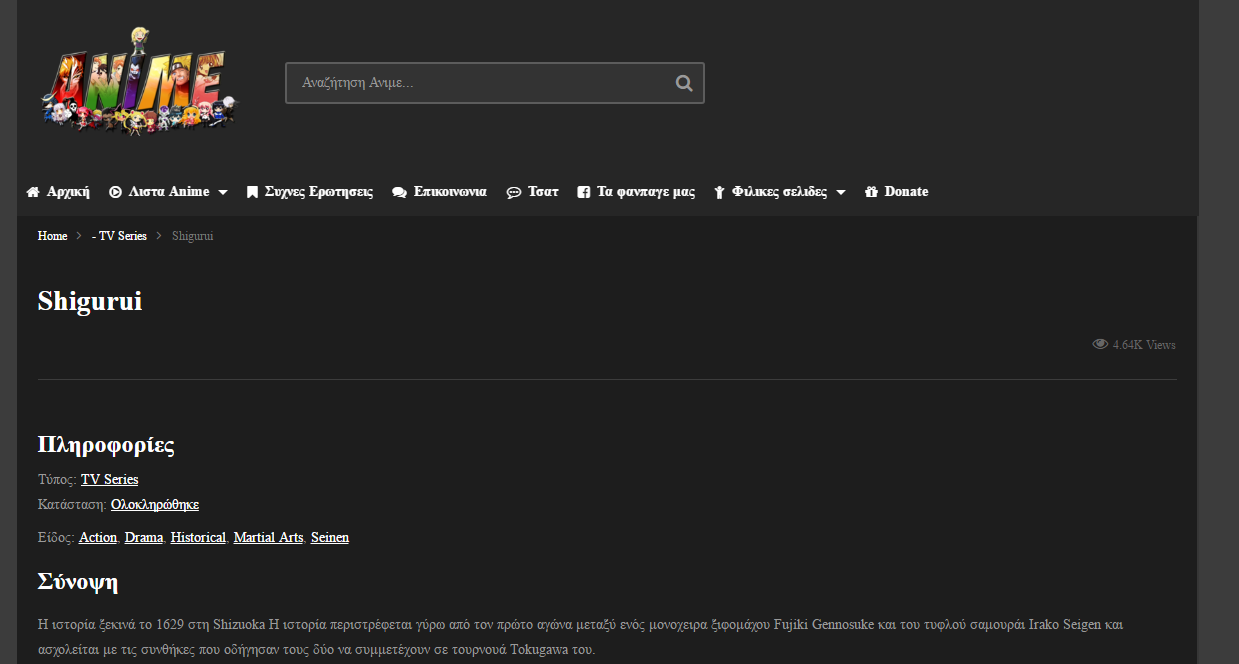 ANIME
Αναζήτηση Ανιμε...
Αρχική Λιστα Anime Συχνες Ερωτησεις Επικοινωνια Τσατ Τα φανπαγε μας Φιλικες σελιδες Donate
Home > - TV Series > Shigurui
Shigurui
4.64K Views
Πληροφορίες
Τύπος: TV Series
Κατάσταση: Ολοκληρώθηκε
Είδος: Action, Drama, Historical, Martial Arts, Seinen
Σύνοψη
Η ιστορία ξεκινά το 1629 στη Shizuoka Η ιστορία περιστρέφεται γύρω από τον πρώτο αγώνα μεταξύ ενός μονοχειρα ξιφομάχου Fujiki Gennosuke και του τυφλού σαμουράι Irako Seigen και
ασχολείται με τις συνθήκες που οδήγησαν τους δύο να συμμετέχουν σε τουρνουά Tokugawa του.